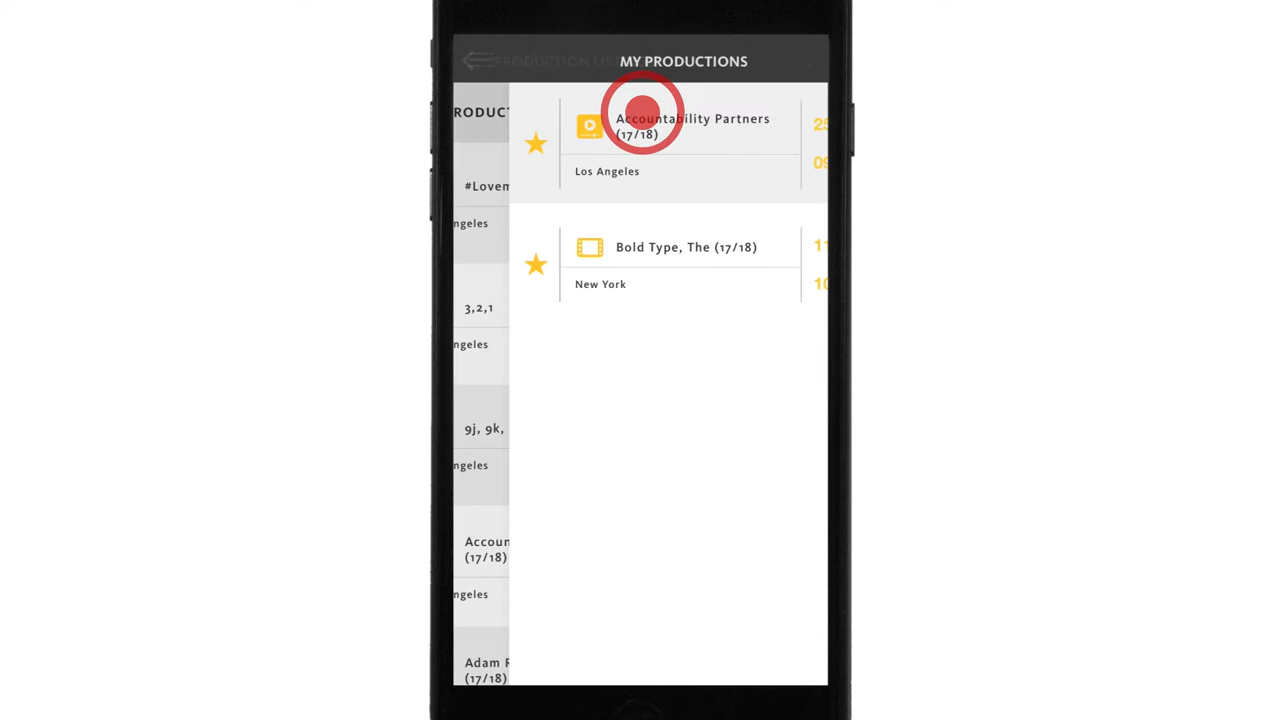 PRODUCTION LIS
MY PRODUCTIONS
RODUCT
#Lovem
ngeles
3,2,1
ngeles
9j, 9k,
ngeles
Accoun
(17/18)
ngeles
Adam R
(17/18)
Accountability Partners
(17/18)
Los Angeles
25
09
Bold Type, The (17/18)
New York
11
10